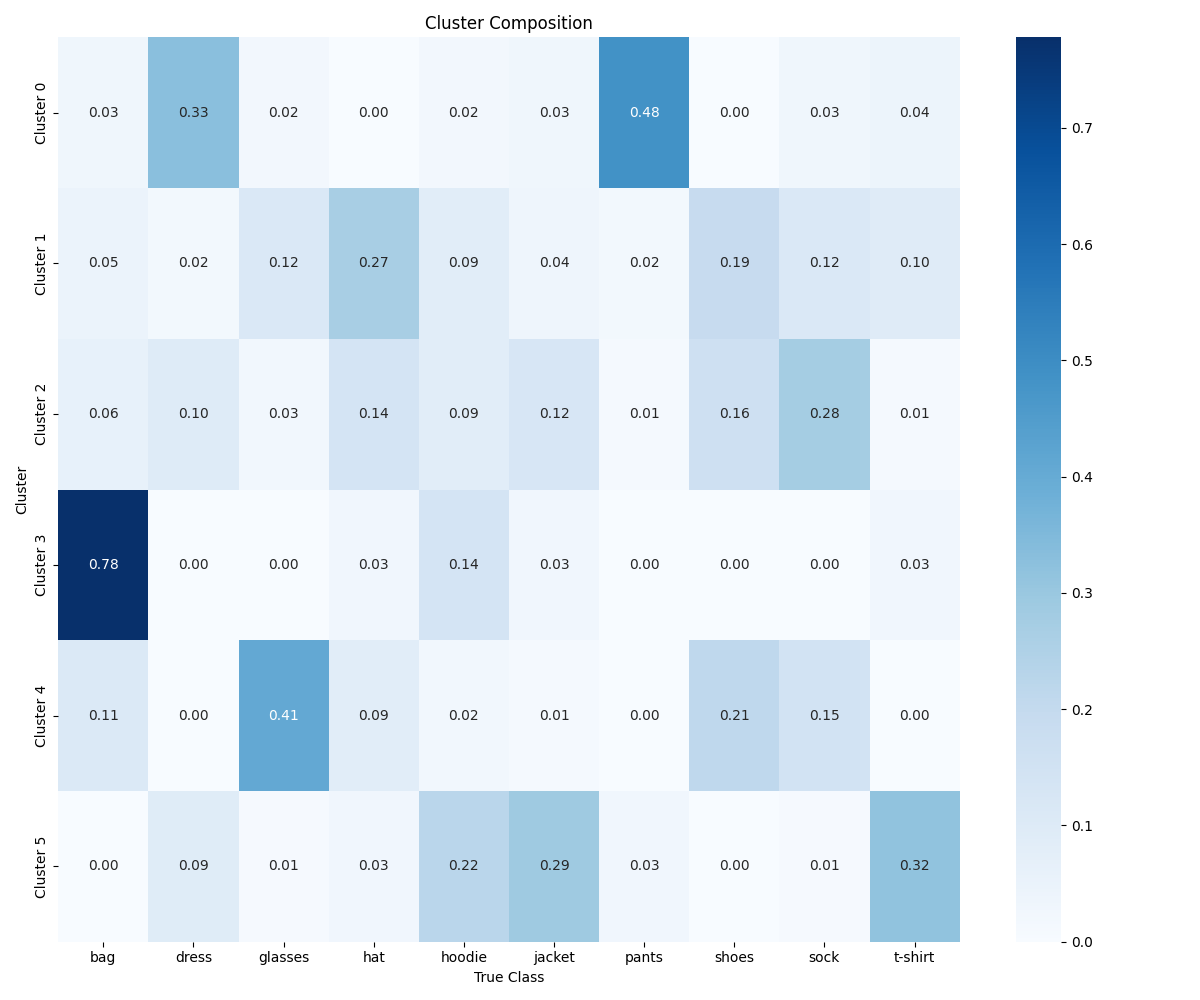 Cluster Composition
Cluster
Cluster 0
0.03 0.33 0.02 0.00 0.02 0.03 0.48 0.00 0.03 0.04
Cluster 1
0.05 0.02 0.12 0.27 0.09 0.04 0.02 0.19 0.12 0.10
Cluster 2
0.06 0.10 0.03 0.14 0.09 0.12 0.01 0.16 0.28 0.01
Cluster 3
0.78 0.00 0.00 0.03 0.14 0.03 0.00 0.00 0.00 0.03
Cluster 4
0.11 0.00 0.41 0.09 0.02 0.01 0.00 0.21 0.15 0.00
Cluster 5
0.00 0.09 0.01 0.03 0.22 0.29 0.03 0.00 0.01 0.32
bag dress glasses hat hoodie jacket pants shoes sock t-shirt
True Class
0.7
0.6
0.5
0.4
0.3
0.2
0.1
0.0